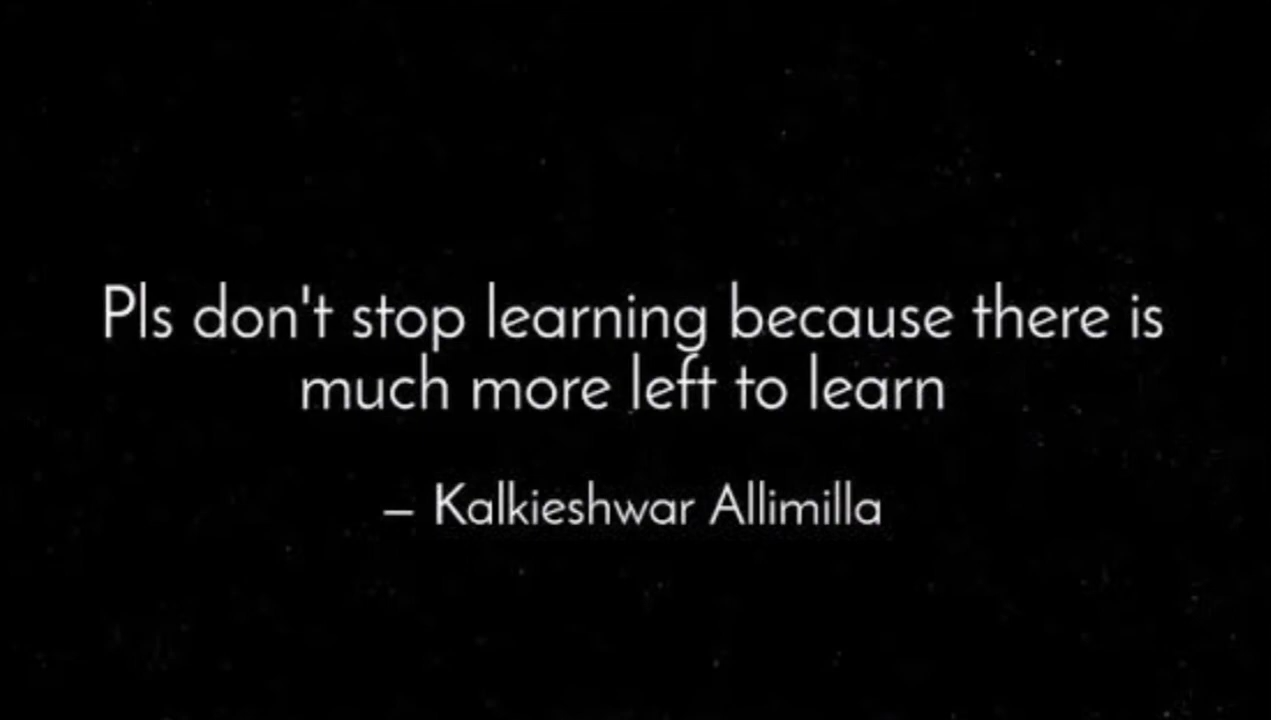 Pls don't stop learning because there is
much more left to learn
– Kalkieshwar Allimilla